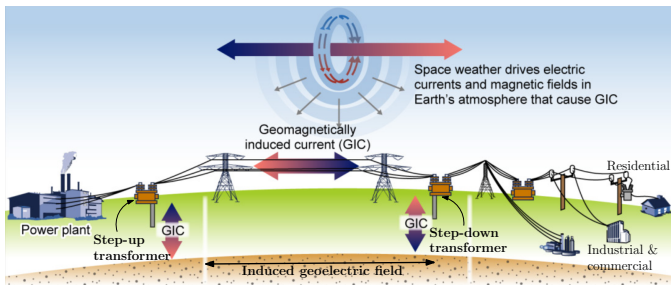 Space weather drives electric
currents and magnetic fields in
Earth's atmosphere that cause GIC
Geomagnetically
induced current (GIC)
Residential
Power plant
GIC
GIC
Step-up
transformer
Step-down
transformer
Industrial &
commercial
Induced geoelectric field